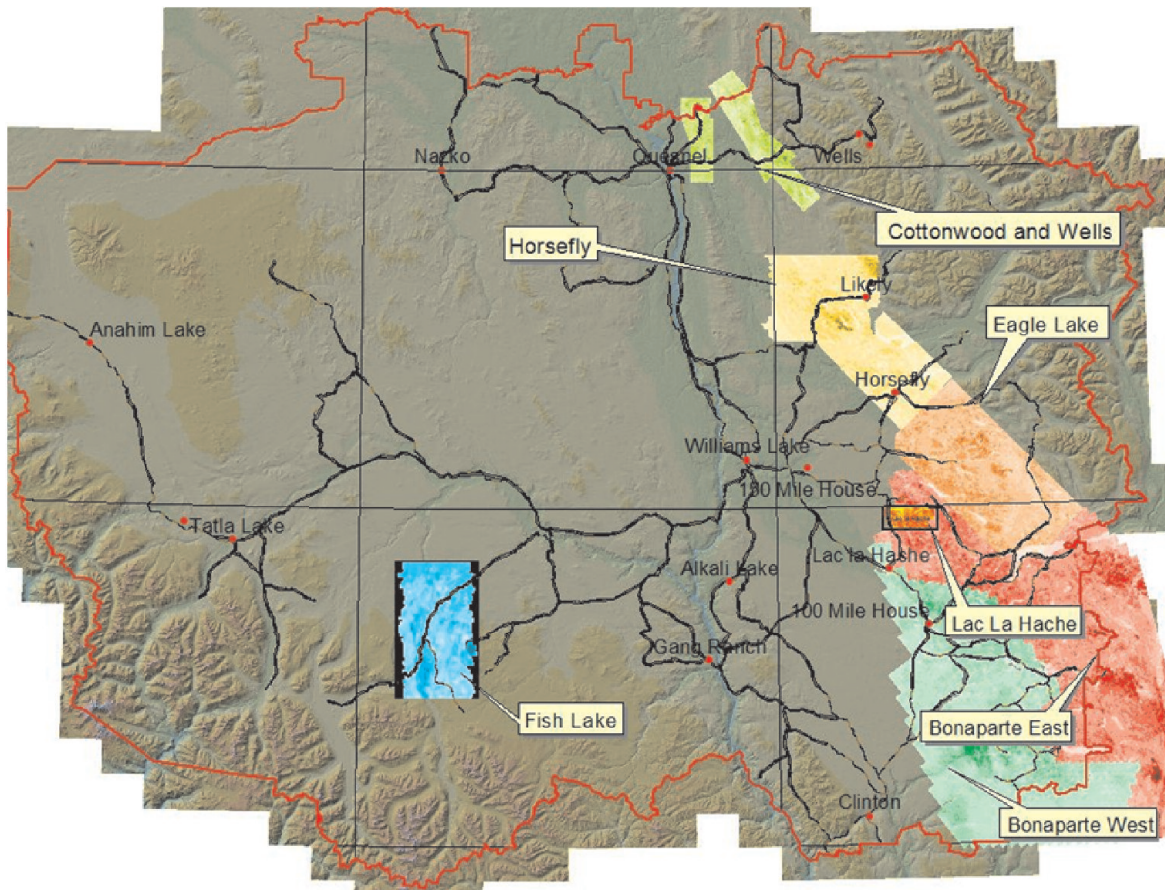 Nazko
Quesnel
Wells
Cottonwood and Wells
Horsefly
Likely
Anahim Lake
Eagle Lake
Horsefly
Williams Lake
150 Mile House
Tatla Lake
Lac la Hashe
Alkali Lake
100 Mile House
Lac La Hache
Gang Ranch
Fish Lake
Bonaparte East
Clinton
Bonaparte West